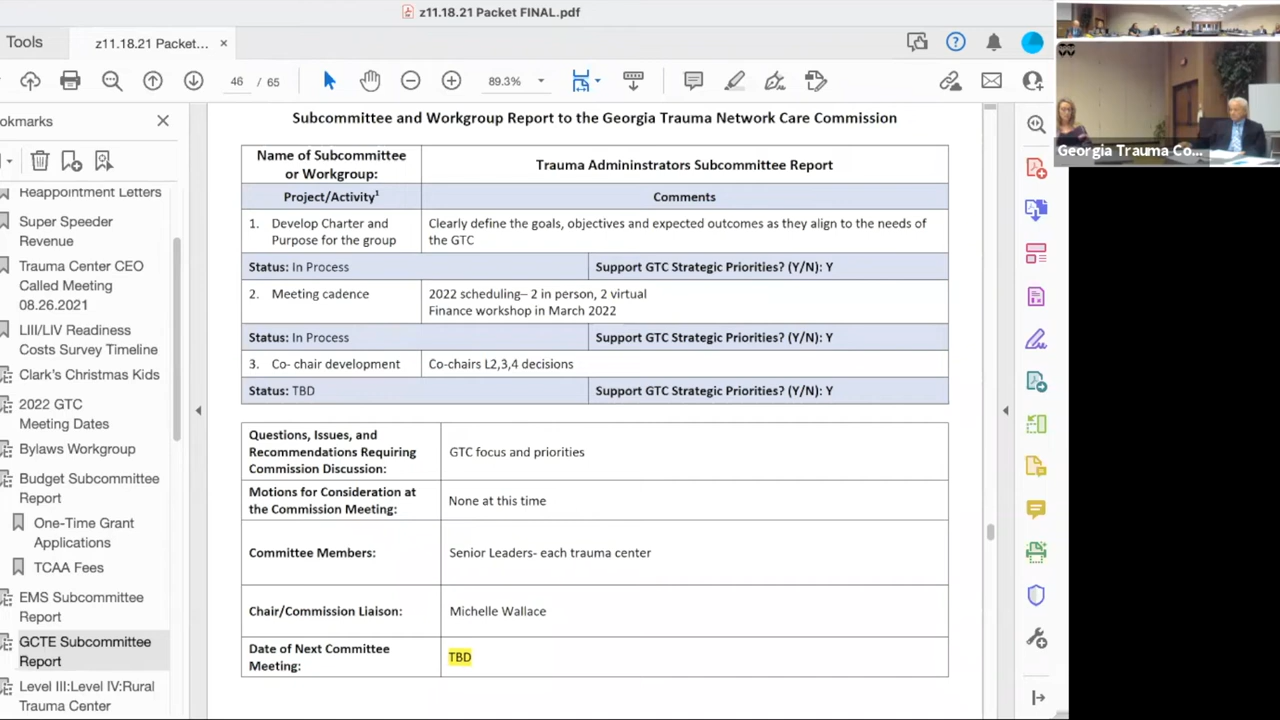 z11.18.21 Packet FINAL.pdf
Tools
z11.18.21 Packet... ×
46 / 65
89.3%
okmarks
Reappointment Letters
Super Speeder
Revenue
Trauma Center CEO
Called Meeting
08.26.2021
LIII/LIV Readiness
Costs Survey Timeline
Clark's Christmas Kids
2022 GTC
Meeting Dates
Bylaws Workgroup
Budget Subcommittee
Report
One-Time Grant
Applications
TCAA Fees
EMS Subcommittee
Report
GCTE Subcommittee
Report
Level III:Level IV:Rural
Trauma Center
Subcommittee and Workgroup Report to the Georgia Trauma Network Care Commission
Name of Subcommittee
or Workgroup:
Trauma Admininstrators Subcommittee Report
Project/Activity¹
Comments
1. Develop Charter and
Purpose for the group
Clearly define the goals, objectives and expected outcomes as they align to the needs of
the GTC
Status: In Process
Support GTC Strategic Priorities? (Y/N): Y
2. Meeting cadence
2022 scheduling– 2 in person, 2 virtual
Finance workshop in March 2022
Status: In Process
Support GTC Strategic Priorities? (Y/N): Y
3. Co- chair development
Co-chairs L2,3,4 decisions
Status: TBD
Support GTC Strategic Priorities? (Y/N): Y
Questions, Issues, and
Recommendations Requiring
Commission Discussion:
GTC focus and priorities
Motions for Consideration at
the Commission Meeting:
None at this time
Committee Members:
Senior Leaders- each trauma center
Chair/Commission Liaison:
Michelle Wallace
Date of Next Committee
Meeting:
TBD
Georgia Trauma Co...